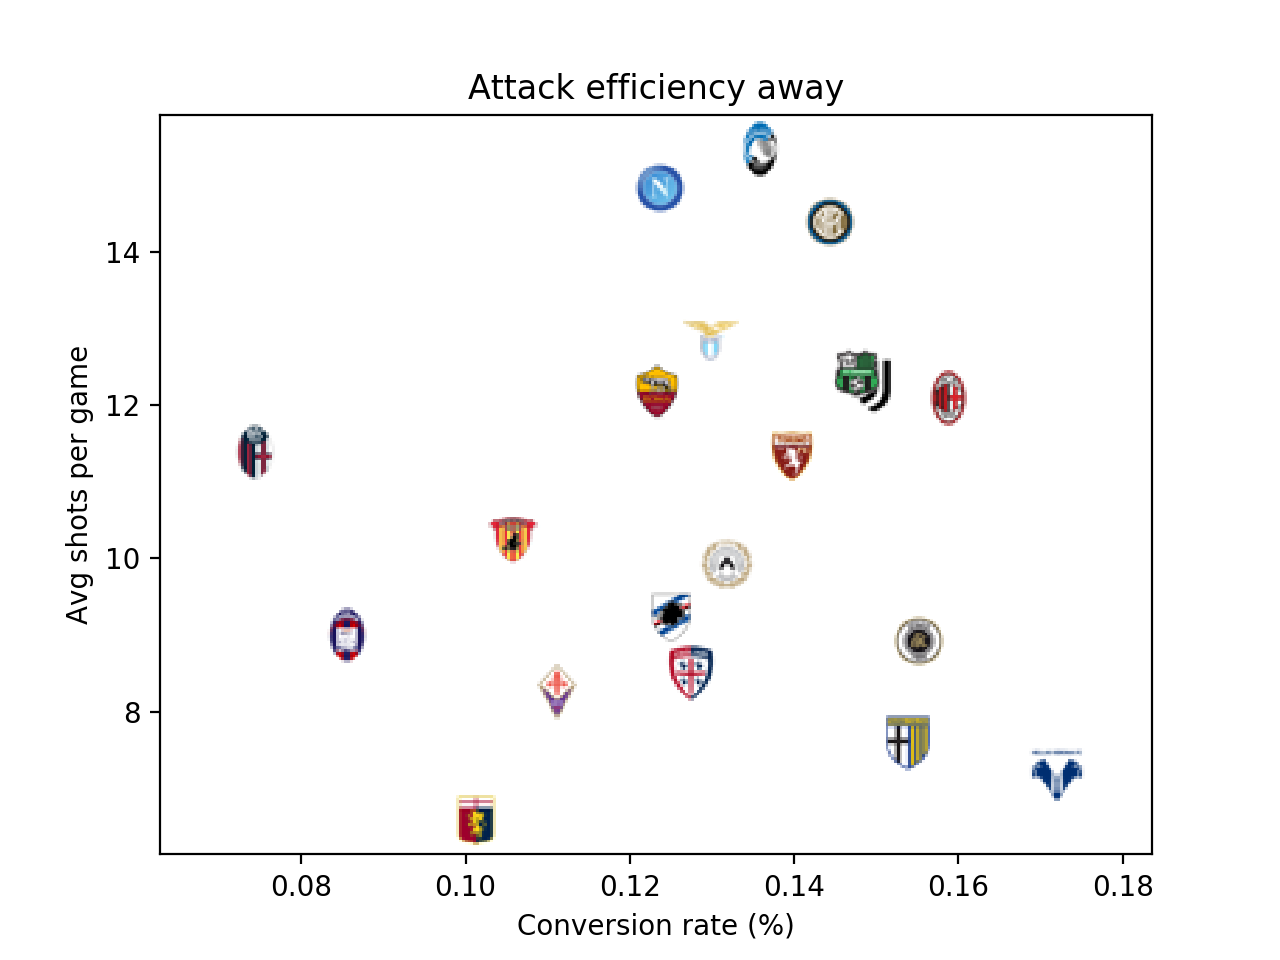 Attack efficiency away
Avg shots per game
14
12
10
8
N
0.08
0.10
0.12
0.14
0.16
0.18
Conversion rate (%)